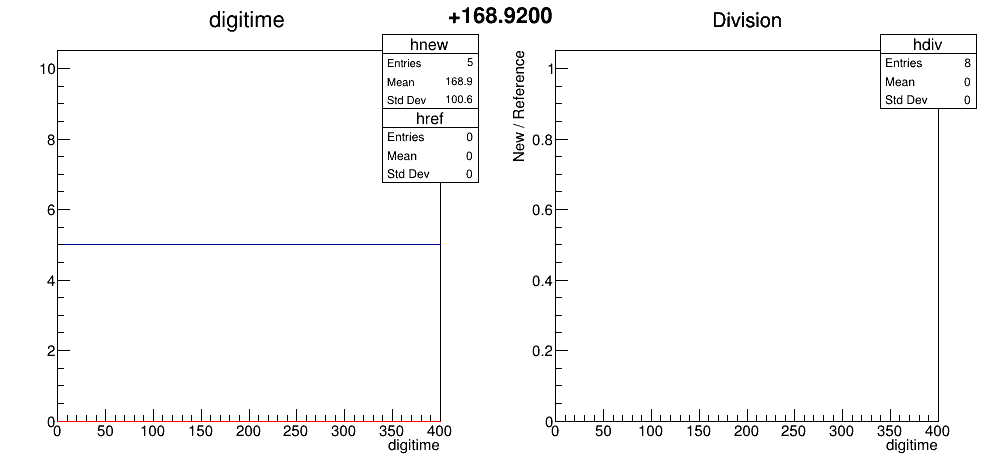 +168.9200
digitime
hnew
Entries 5
Mean 168.9
Std Dev 100.6
href
Entries 0
Mean 0
Std Dev 0
10
8
6
4
2
0
0 50 100 150 200 250 300 350 400
digitime
Division
hdiv
Entries 8
Mean 0
Std Dev 0
New / Reference
1
0.8
0.6
0.4
0.2
0
0 50 100 150 200 250 300 350 400
digitime